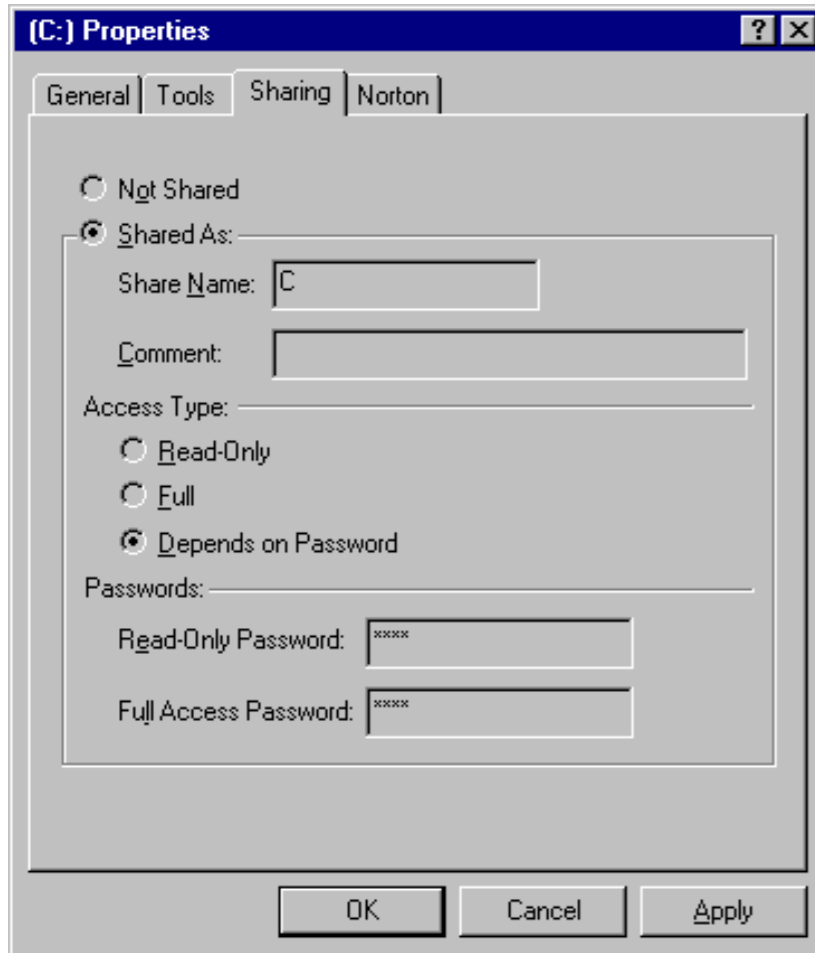 (C:) Properties
General Tools Sharing Norton
Not Shared
Shared As:
Share Name: C
Comment:
Access Type:
Read-Only
Full
Depends on Password
Passwords:
Read-Only Password: ****
Full Access Password: ****
OK Cancel Apply